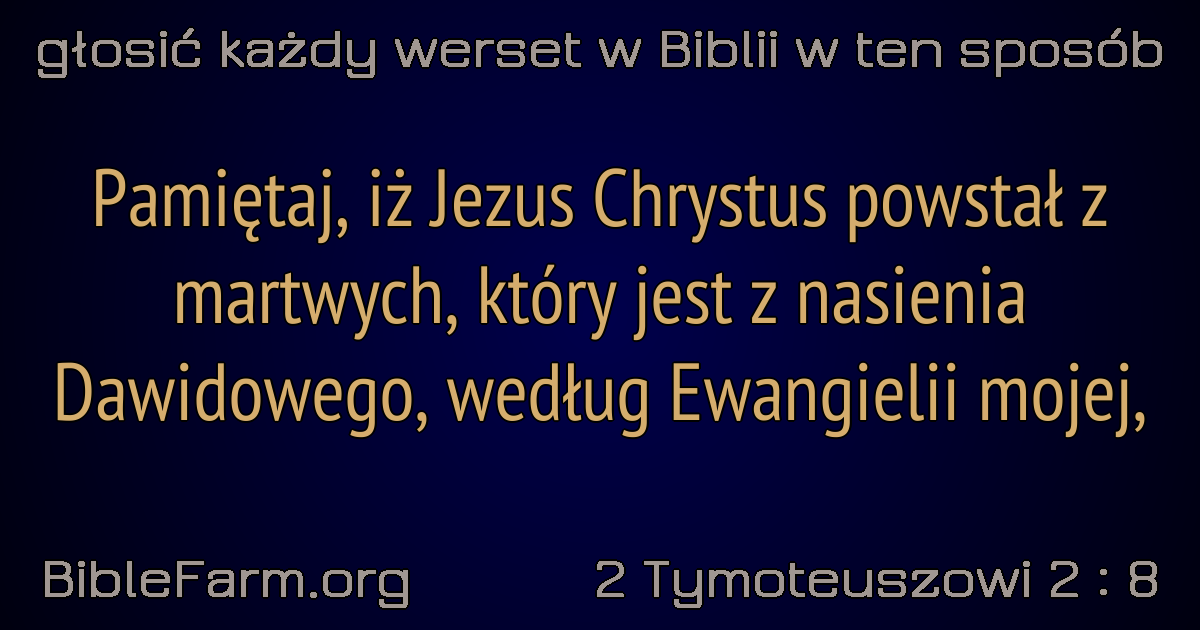 głosić każdy werset w Biblii w ten sposób
Pamiętaj, iż Jezus Chrystus powstał z
martwych, który jest z nasienia
Dawidowego, według Ewangielii mojej,
BibleFarm.org
2 Tymoteuszowi 2 : 8